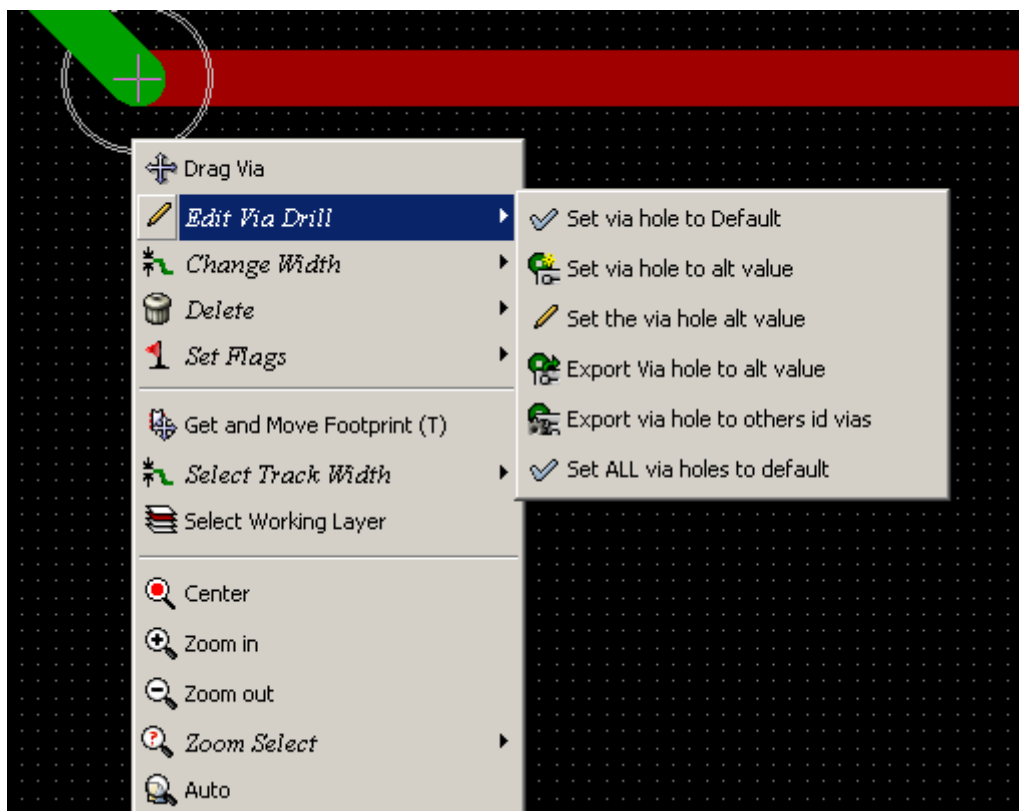 Drag Via
Edit Via Drill
Change Width
Delete
Set Flags
Get and Move Footprint (T)
Select Track Width
Select Working Layer
Center
Zoom in
Zoom out
Zoom Select
Auto
Set via hole to Default
Set via hole to alt value
Set the via hole alt value
Export Via hole to alt value
Export via hole to others id vias
Set ALL via holes to default